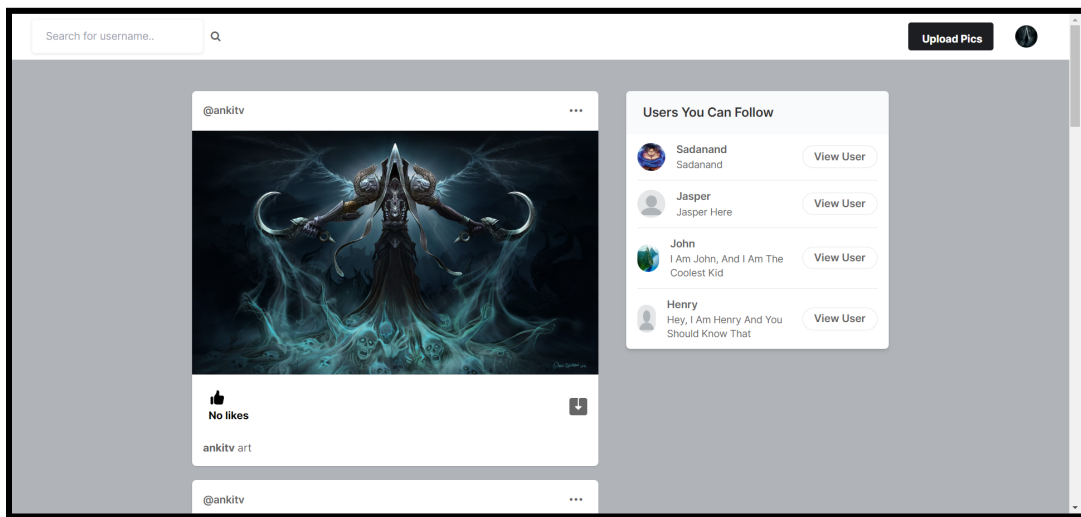 Search for username..
Upload Pics
@ankitv
No likes
ankitv art
@ankitv
Users You Can Follow
Sadanand
Sadanand
View User
Jasper
Jasper Here
View User
John
I Am John, And I Am The
Coolest Kid
View User
Henry
Hey, I Am Henry And You
Should Know That
View User